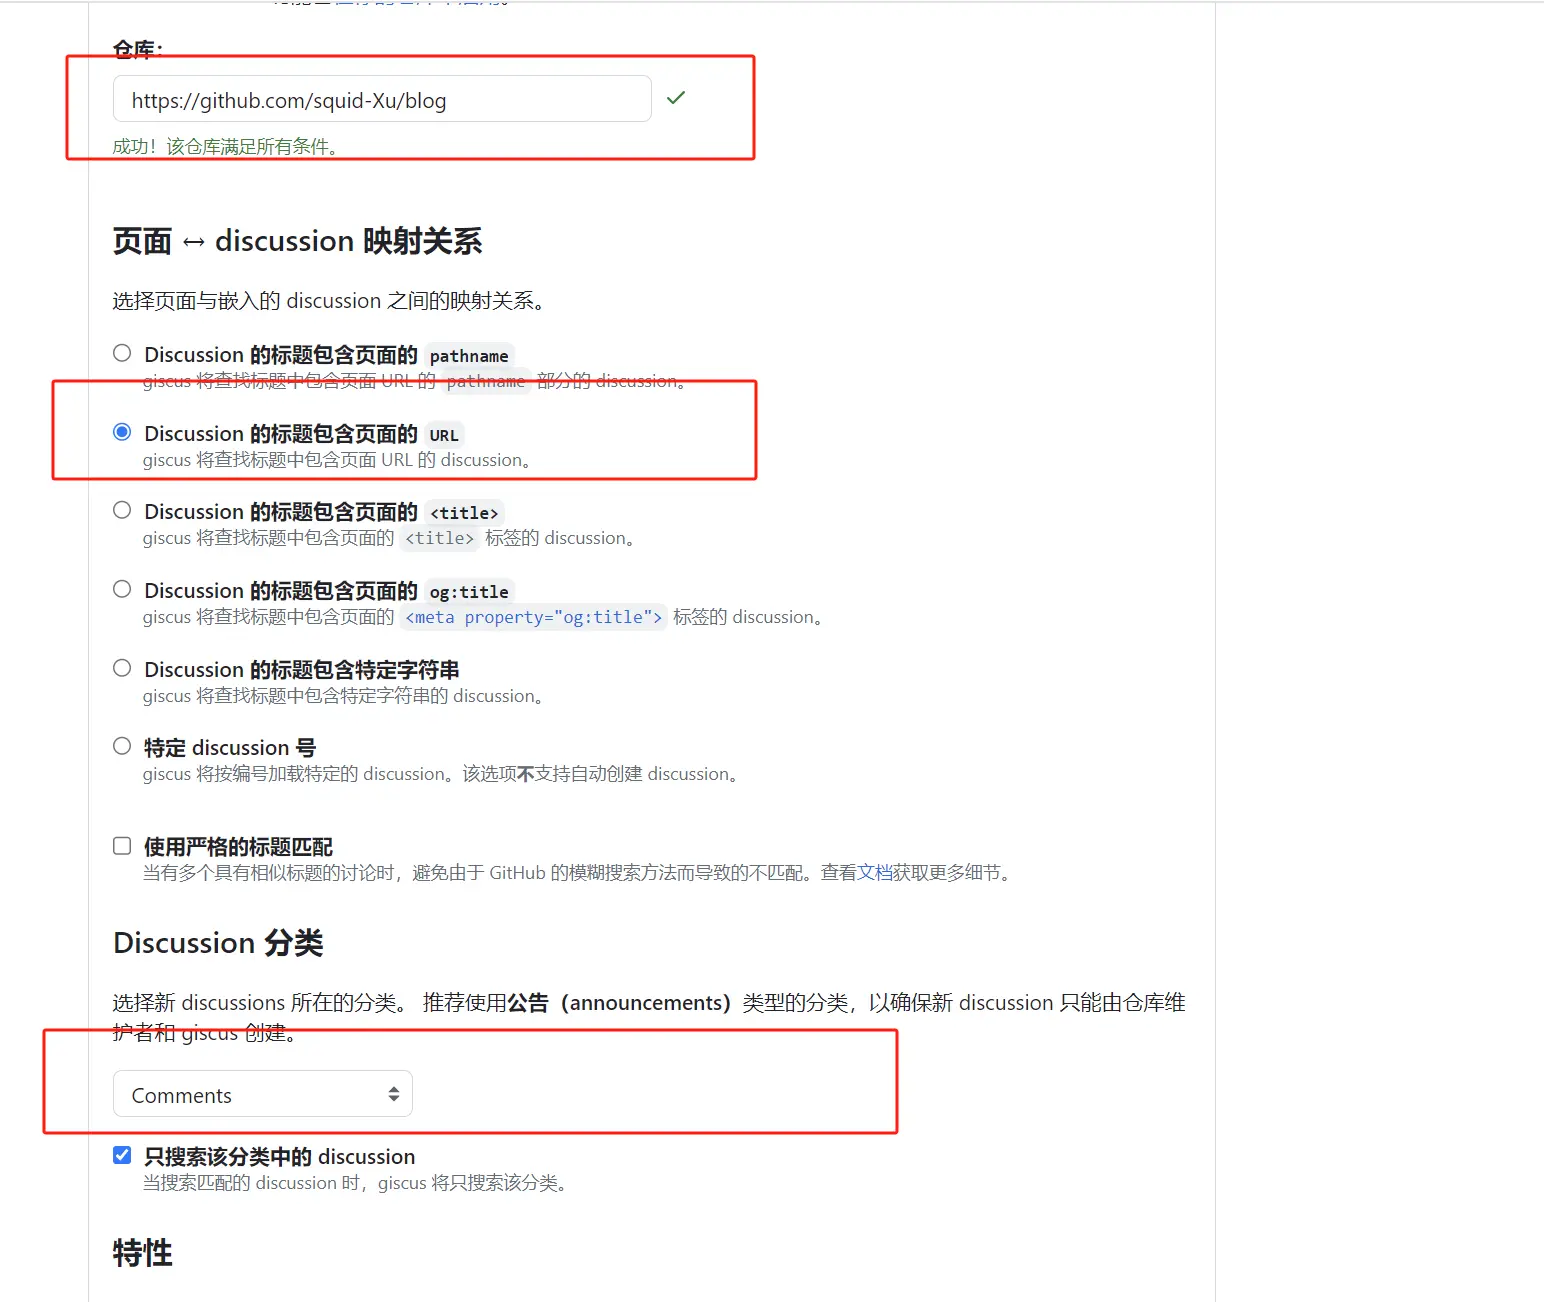 仓库：
https://github.com/squid-Xu/blog
成功！该仓库满足所有条件。
页面 ↔ discussion 映射关系
选择页面与嵌入的 discussion 之间的映射关系。
Discussion 的标题包含页面的 pathname
giscus 将查找标题中包含页面 URL 的 pathname 部分的 discussion。
Discussion 的标题包含页面的 URL
giscus 将查找标题中包含页面 URL 的 discussion。
Discussion 的标题包含页面的 <title>
giscus 将查找标题中包含页面的 <title> 标签的 discussion。
Discussion 的标题包含页面的 og:title
giscus 将查找标题中包含页面的 <meta property="og:title"> 标签的 discussion。
Discussion 的标题包含特定字符串
giscus 将查找标题中包含特定字符串的 discussion。
特定 discussion 号
giscus 将按编号加载特定的 discussion。该选项不支持自动创建 discussion。
使用严格的标题匹配
当有多个具有相似标题的讨论时，避免由于 GitHub 的模糊搜索方法而导致的不匹配。查看文档获取更多细节。
Discussion 分类
选择新 discussions 所在的分类。 推荐使用公告（announcements）类型的分类，以确保新 discussion 只能由仓库维
护者和 giscus 创建。
Comments
只搜索该分类中的 discussion
当搜索匹配的 discussion 时，giscus 将只搜索该分类。
特性